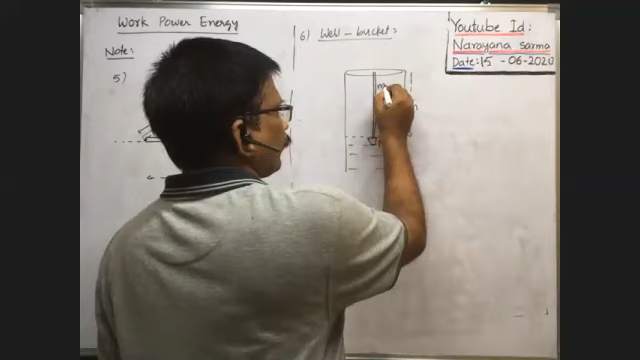 Work Power Energy
Note:
5)
6) Well - bucket:
Youtube Id:
Narayana sarma
Date: 15 - 06-2020